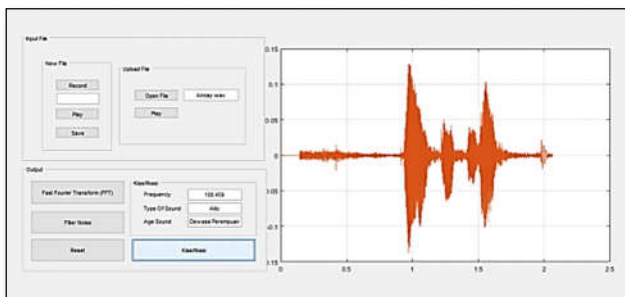 Input File
New File
Record
Play
Save
Upload File
Open File
Play
Output
Fast Fourier Transform (FFT)
Filter Noise
Reset
Klasifikasi
Frequency
Type Of Sound
Alto
Age Sound
Dewasa Perempuan
Klasifikasi
0.15
0.1
0.05
0
0.05
0.1
0.15
0
0.5
1
1.5
2
2.5